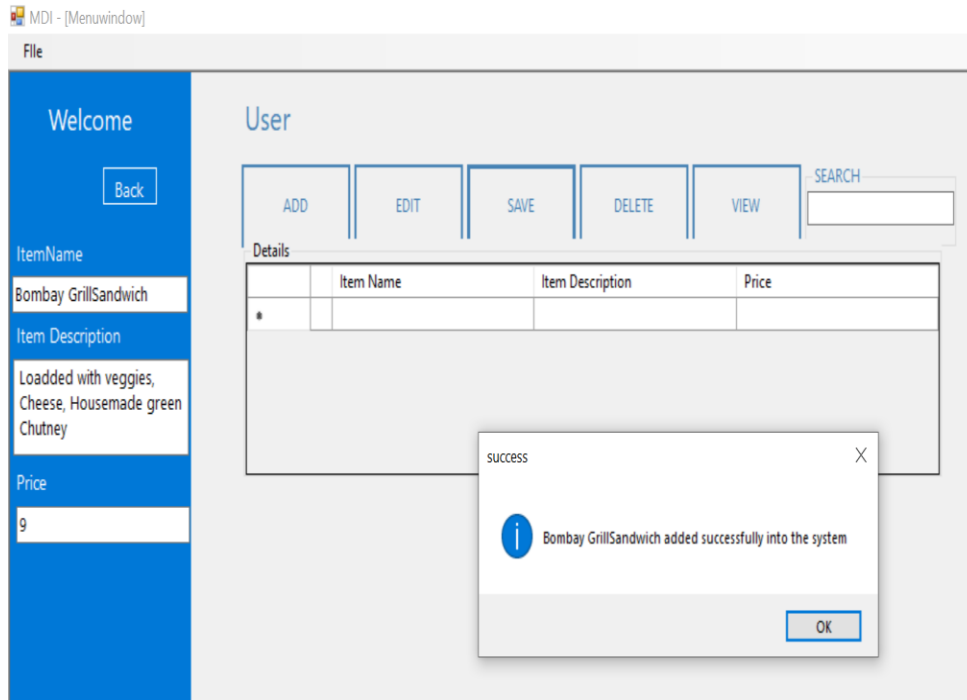 MDI - [Menuwindow]
FIle
Welcome
Back
ItemName
Bombay GrillSandwich
Item Description
Loadded with veggies,
Cheese, Housemade green
Chutney
Price
9
User
ADD EDIT SAVE DELETE VIEW
SEARCH
Details
Item Name Item Description Price
*
success
Bombay GrillSandwich added successfully into the system
OK